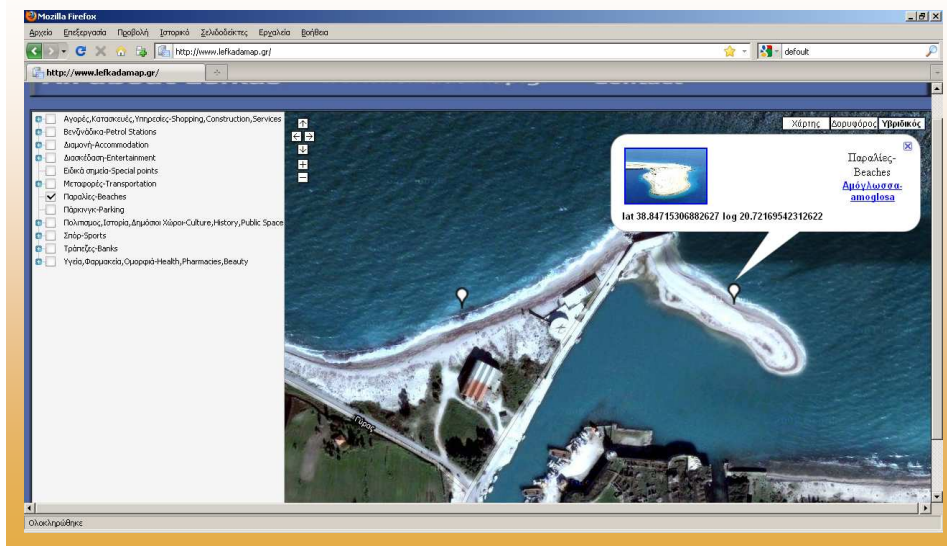 Mozilla Firefox
Αρχείο Επεξεργασία Προβολή Ιστορικό Σελιδοδείκτες Εργαλεία Βοήθεια
http://www.lefkadamap.gr/
default
http://www.lefkadamap.gr/
Αγορές,Κατασκευές,Υπηρεσίες-Shopping,Construction,Services
Βενζινάδικα-Petrol Stations
Διαμονή-Accommodation
Διασκέδαση-Entertainment
Ειδικά σημεία-Special points
Μεταφορές-Transportation
Παραλίες-Beaches
Πάρκινγκ-Parking
Πολιτισμος,Ιστορία,Δημόσιοι Χώροι-Culture,History,Public Space
Σπόρ-Sports
Τράπεζες-Banks
Υγεία,Φαρμακεία,Ομορφιά-Health,Pharmacies,Beauty
Χάρτης Δορυφόρος Υβριδικός
Παραλίες-
Beaches
Αμόγλωσσα-
amoglosa
lat 38.84715306882627 log 20.72169542312622
Γύρας
Ολοκληρώθηκε